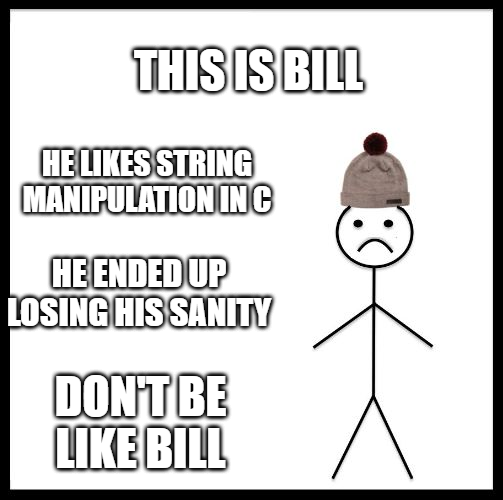 THIS IS BILL
HE LIKES STRING
MANIPULATION IN C
HE ENDED UP
LOSING HIS SANITY
DON'T BE
LIKE BILL